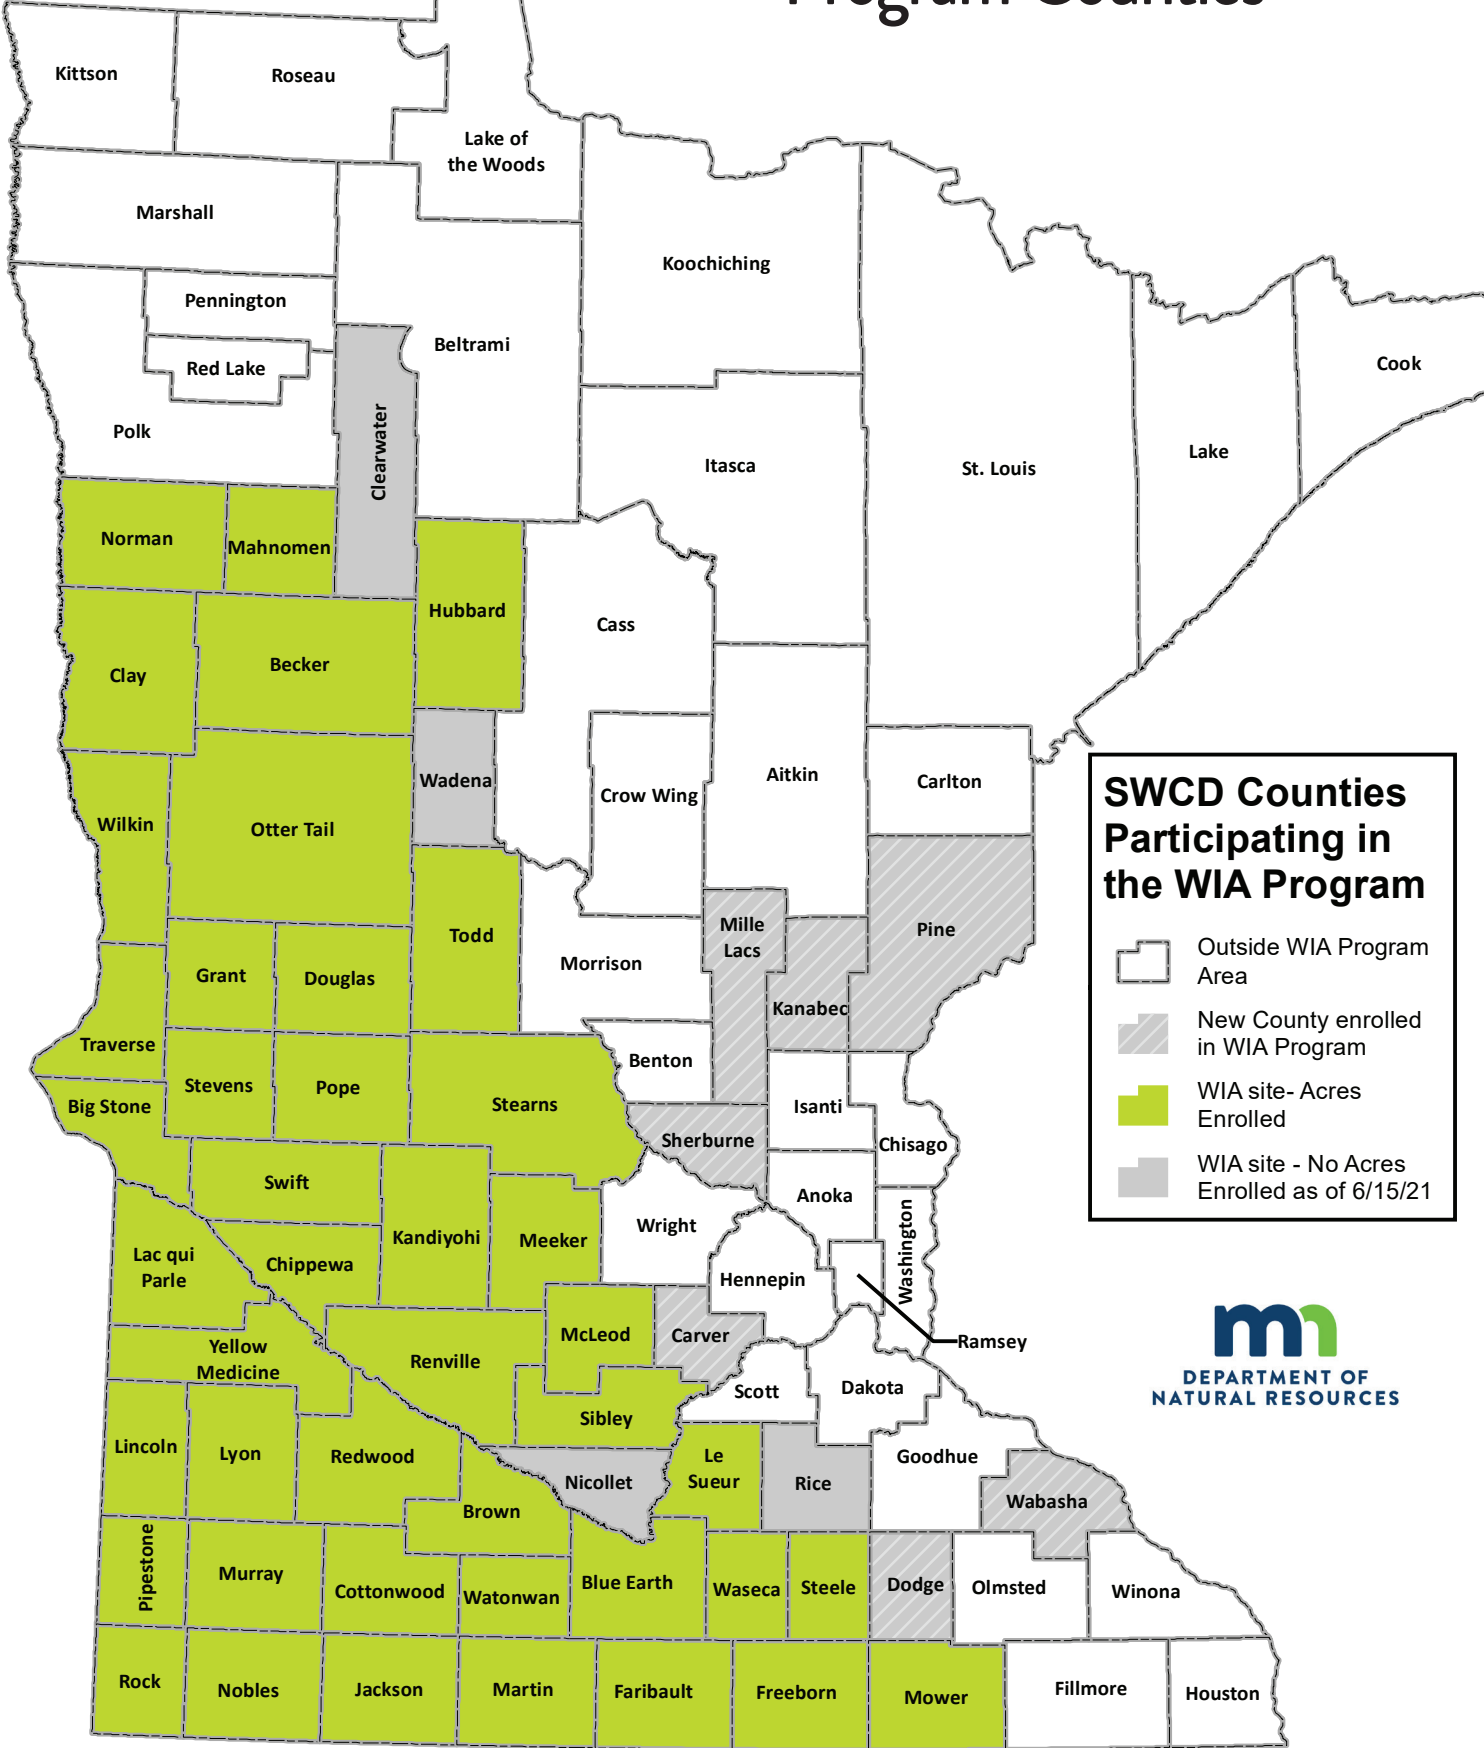 Program Counties
Kittson
Roseau
Lake of
the Woods
Marshall
Koochiching
Pennington
Beltrami
Red Lake
Cook
Polk
Clearwater
Itasca
St. Louis
Lake
Norman
Mahnomen
Hubbard
Cass
Clay
Becker
Wadena
Crow Wing
Aitkin
Carlton
Wilkin
Otter Tail
SWCD Counties
Participating in
the WIA Program
Outside WIA Program
Area
New County enrolled
in WIA Program
WIA site- Acres
Enrolled
WIA site - No Acres
Enrolled as of 6/15/21
Todd
Mille
Lacs
Pine
Morrison
Grant
Douglas
Kanabec
Traverse
Benton
Stevens
Pope
Big Stone
Stearns
Isanti
Sherburne
Chisago
Swift
Anoka
Wright
Washington
Kandiyohi
Meeker
Lac qui
Parle
Chippewa
Hennepin
McLeod
Carver
Ramsey
Yellow
Medicine
Renville
Scott
Dakota
mn
DEPARTMENT OF
NATURAL RESOURCES
Sibley
Lincoln
Lyon
Redwood
Le
Sueur
Goodhue
Nicollet
Rice
Wabasha
Brown
Pipestone
Murray
Cottonwood
Watonwan
Blue Earth
Waseca
Steele
Dodge
Olmsted
Winona
Rock
Nobles
Jackson
Martin
Faribault
Freeborn
Mower
Fillmore
Houston